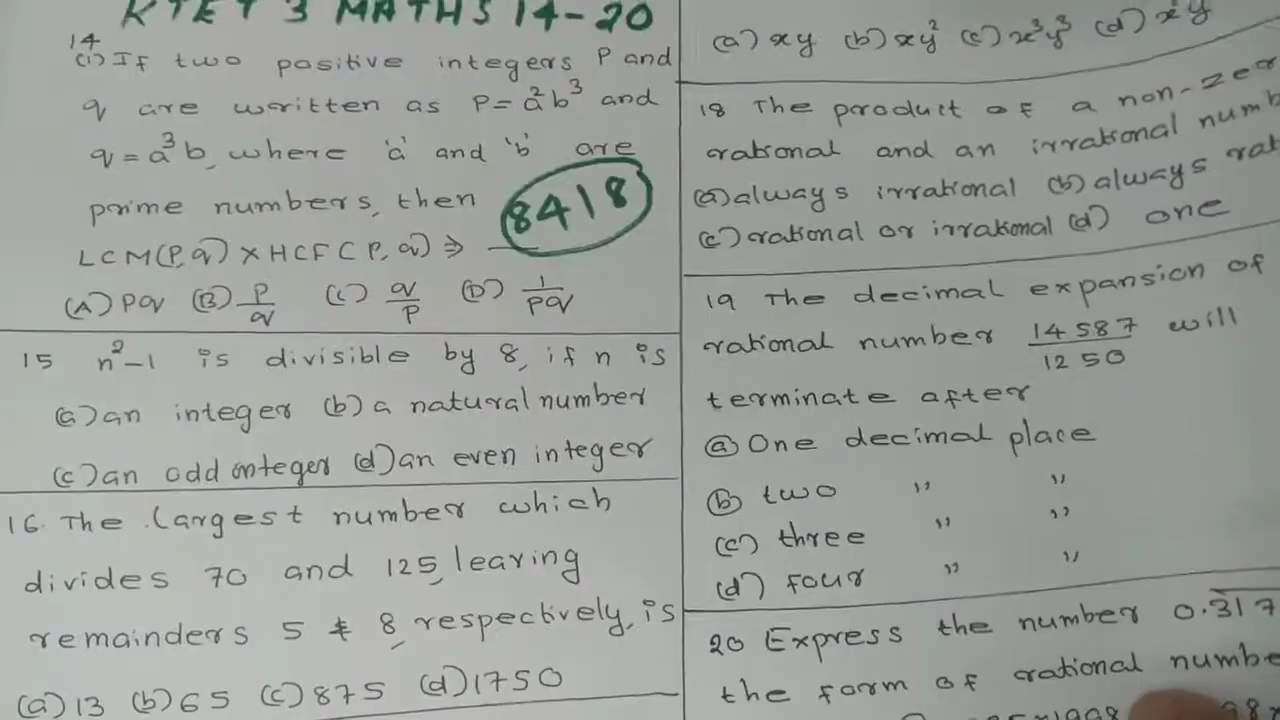 KTET 3 MATHS 14-20
14
(1) If two positive integers P and
q are written as P = a²b³ and
q = a³b, where 'a' and 'b' are
prime numbers, then
8418
LCM(P,q) X HCF(P,q) ⇒ __
(A) Pq (B) P/q (C) q/P (D) 1/Pq
15 n²-1 is divisible by 8, if n is
(a) an integer (b) a natural number
(c) an odd integer (d) an even integer
16. The largest number which
divides 70 and 125, leaving
remainders 5 & 8, respectively, is
(a) 13 (b) 65 (c) 875 (d) 1750
(a) xy (b) xy² (c) x³y³ (d)
18 The product of a non-zer
rational and an irrational numb
(a) always irrational (b) always rat
(c) rational or irrational (d) one
19 The decimal expansion of
rational number 14587/1250 will
terminate after
(a) One decimal place
(b) two ,, ,,
(c) three ,, ,,
(d) four ,, ,,
20 Express the number 0.317
the form of rational numbe